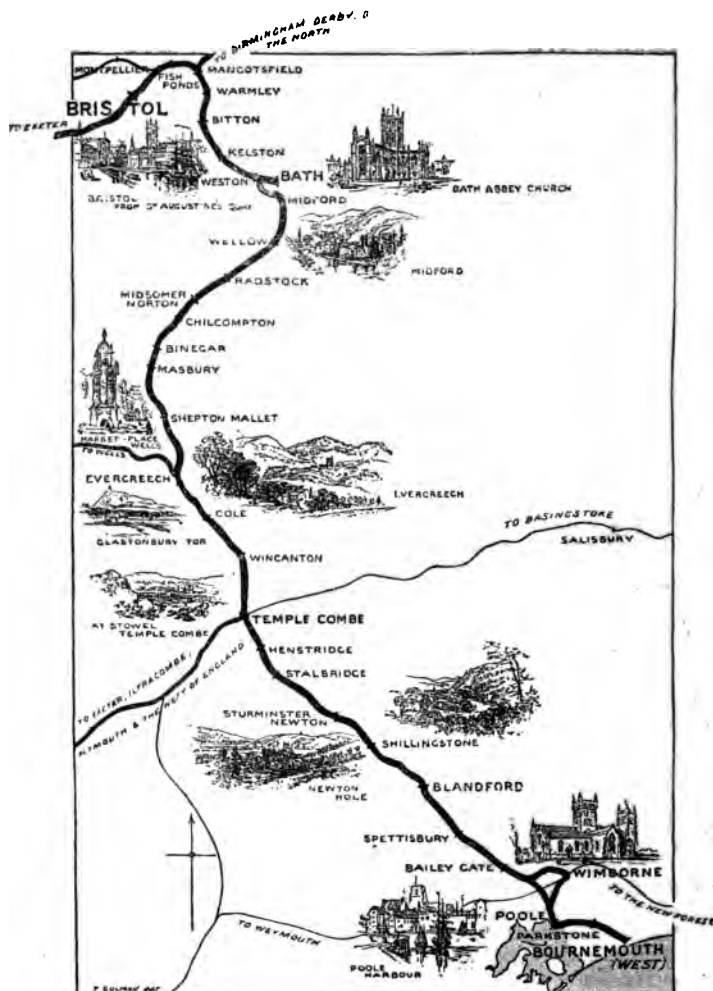 TO BIRMINGHAM DERBY, &
THE NORTH
MONTPELLIER
FISH
PONDS
MANGOTSFIELD
WARMLEY
BRISTOL
TO EXETER
BITTON
KELSTON
WESTON
BATH
BATH ABBEY CHURCH
BRISTOL
FROM ST AUGUSTINES
MIDFORD
WELLOW
MIDFORD
RADSTOCK
MIDSOMER
NORTON
CHILCOMPTON
BINEGAR
MASBURY
SHEPTON MALLET
MARKET-PLACE
WELLS
TO WELLS
EVERCREECH
EVERCREECH
COLE
GLASTONBURY TOR
TO BASINGSTOKE
SALISBURY
WINCANTON
AT STOWEL
TEMPLE COMBE
TEMPLE COMBE
HENSTRIDGE
STALBRIDGE
TO EXETER, ILFRACOMBE,
PLYMOUTH & THE WEST OF ENGLAND
STURMINSTER
NEWTON
SHILLINGSTONE
NEWTON
HOLE
BLANDFORD
SPETTISBURY
BAILEY GATE
WIMBORNE
TO THE NEW FOREST
POOLE
PARKSTONE
TO WEYMOUTH
BOURNEMOUTH
(WEST)
POOLE
HARBOUR